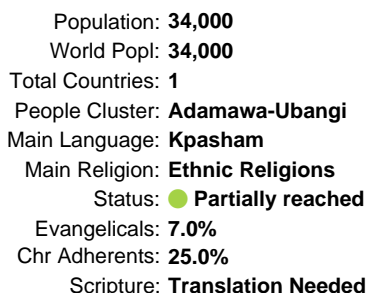 Population: 34,000
World Popl: 34,000
Total Countries: 1
People Cluster: Adamawa-Ubangi
Main Language: Kpasham
Main Religion: Ethnic Religions
Status: Partially reached
Evangelicals: 7.0%
Chr Adherents: 25.0%
Scripture: Translation Needed